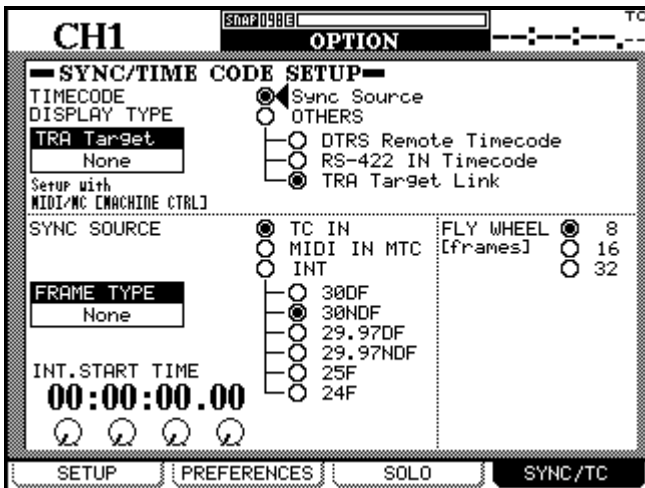 CH1
SNAP 098E
OPTION
TC
--:--:--.--
SYNC/TIME CODE SETUP
TIMECODE
DISPLAY TYPE
Sync Source
OTHERS
DTRS Remote Timecode
RS-422 IN Timecode
TRA Target Link
TRA Target
None
Setup with
MIDI/MC [MACHINE CTRL]
SYNC SOURCE
TC IN
MIDI IN MTC
INT
30DF
30NDF
29.97DF
29.97NDF
25F
24F
FLY WHEEL
[frames]
8
16
32
FRAME TYPE
None
INT.START TIME
00:00:00.00
SETUP
PREFERENCES
SOLO
SYNC/TC